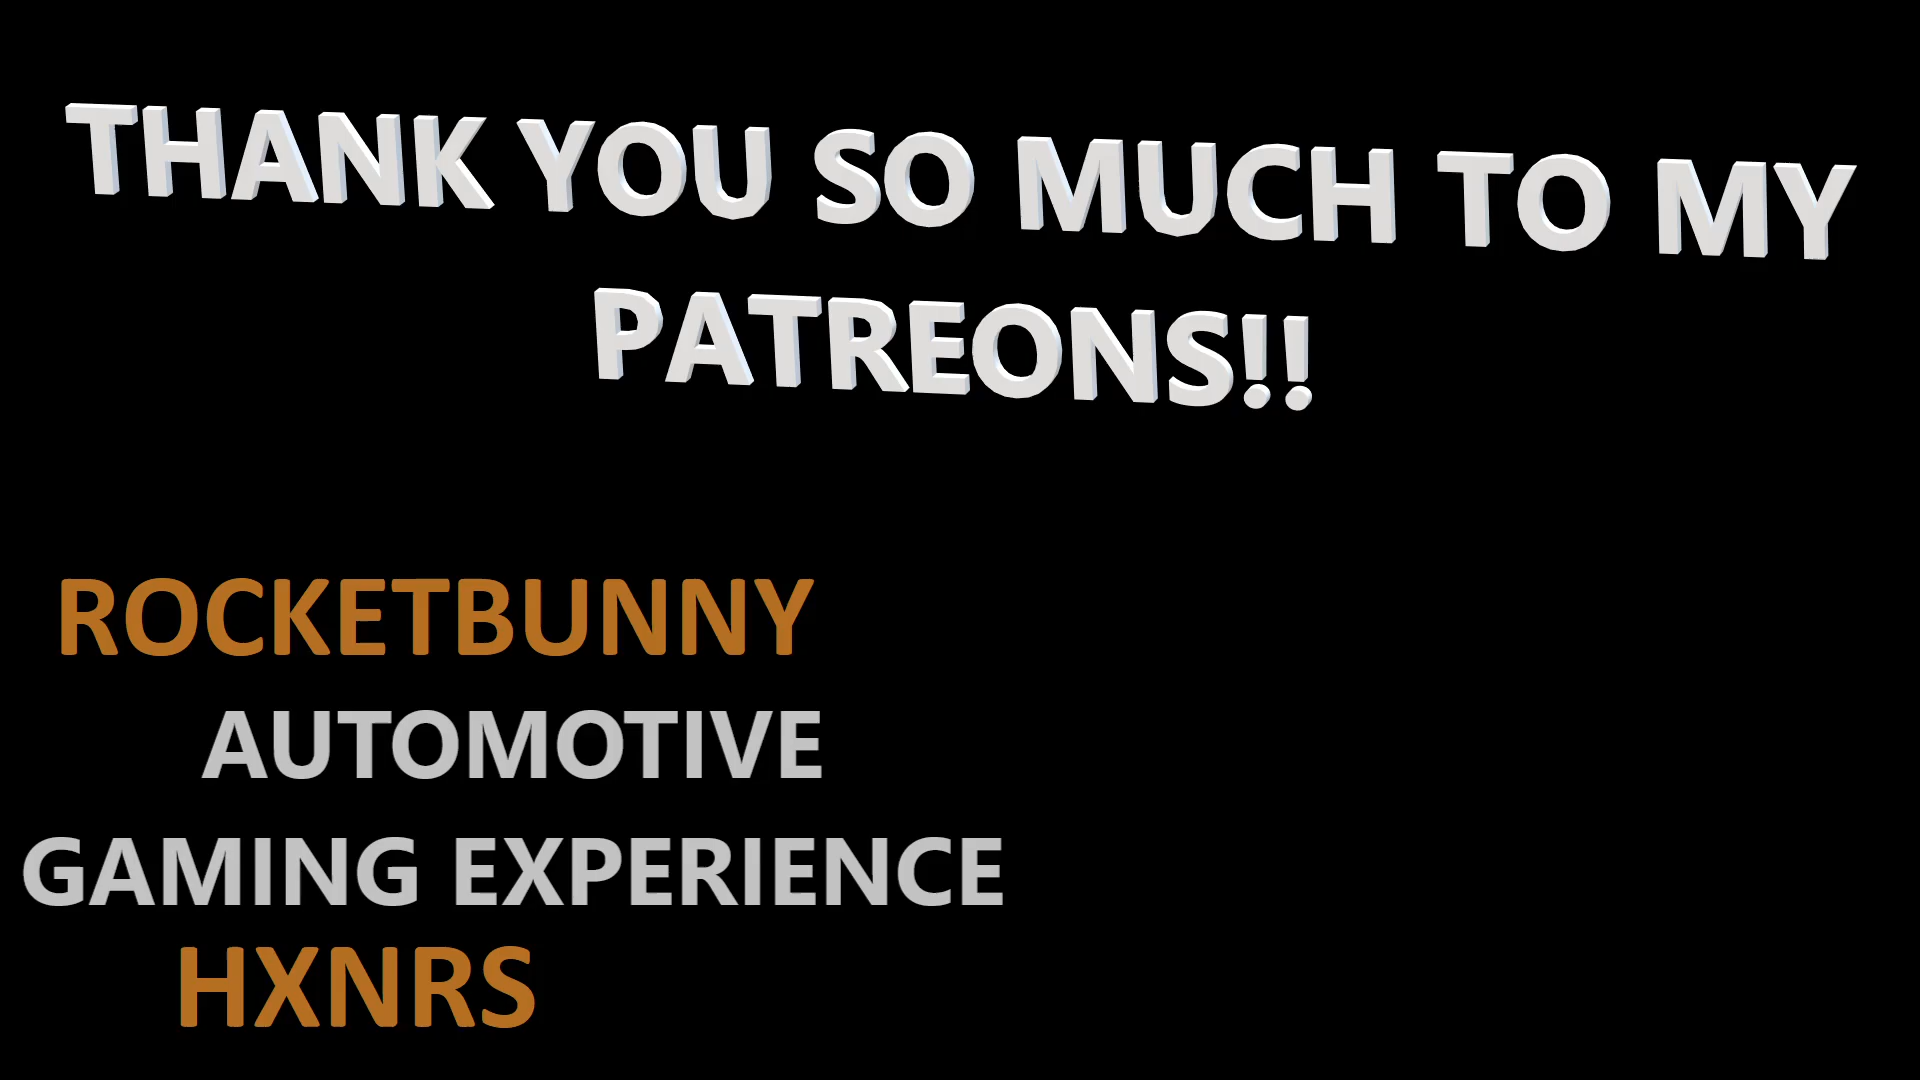 THANK YOU SO MUCH TO MY
PATREONS!!
ROCKETBUNNY
AUTOMOTIVE
GAMING EXPERIENCE
HXNRS